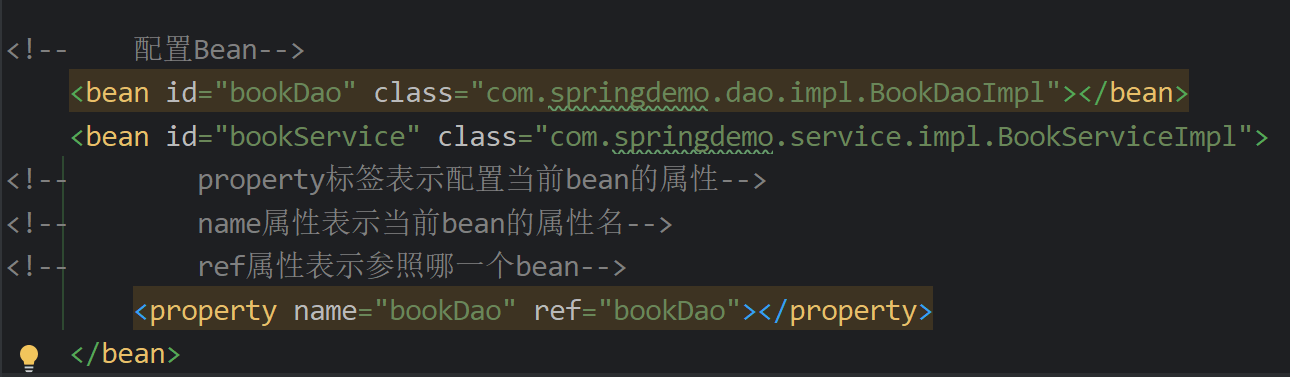 <!--    配置Bean-->
    <bean id="bookDao" class="com.springdemo.dao.impl.BookDaoImpl"></bean>
    <bean id="bookService" class="com.springdemo.service.impl.BookServiceImpl">
<!--        property标签表示配置当前bean的属性-->
<!--        name属性表示当前bean的属性名-->
<!--        ref属性表示参照哪一个bean-->
        <property name="bookDao" ref="bookDao"></property>
    </bean>